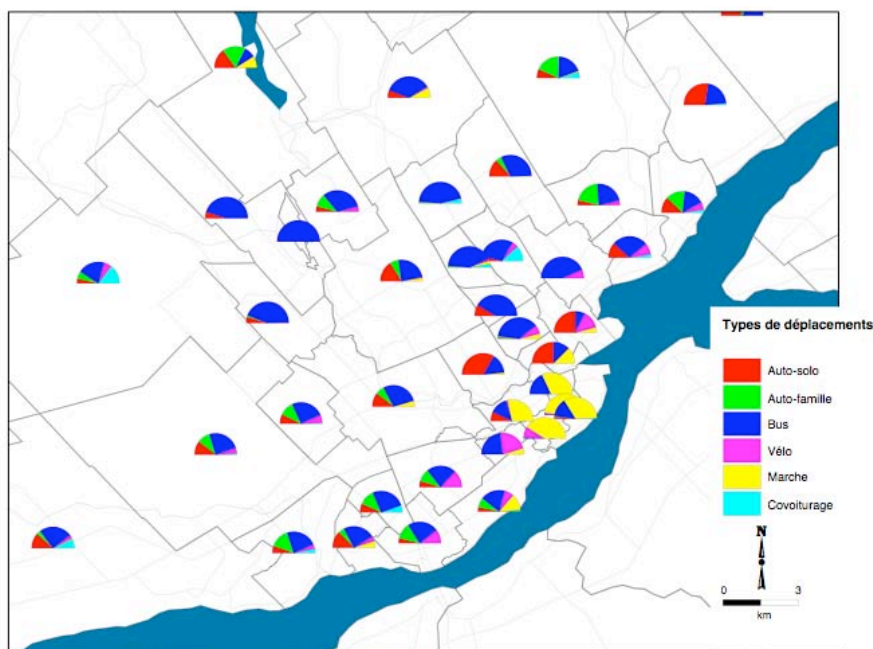 Types de déplacements
Auto-solo
Auto-famille
Bus
Vélo
Marche
Covoiturage
N
0 3
km